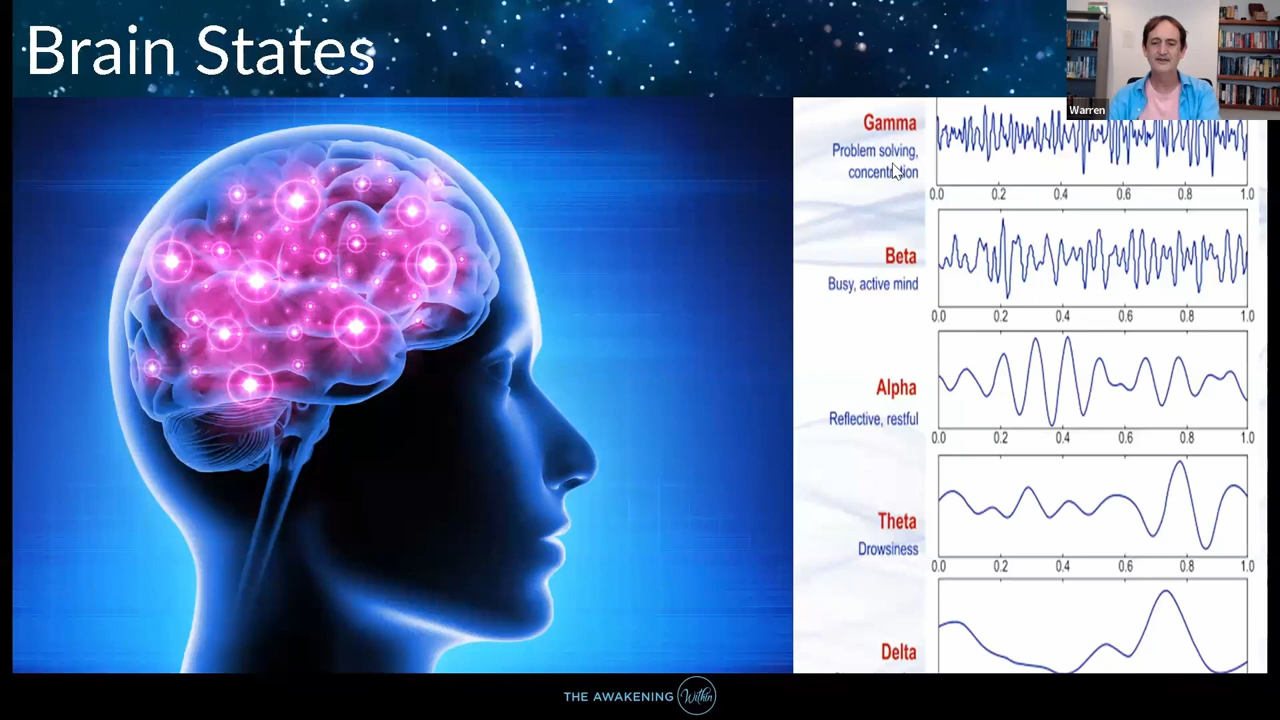 Brain States
Warren
Gamma
Problem solving,
concentration
0.0 0.2 0.4 0.6 0.8 1.0
Beta
Busy, active mind
0.0 0.2 0.4 0.6 0.8 1.0
Alpha
Reflective, restful
0.0 0.2 0.4 0.6 0.8 1.0
Theta
Drowsiness
0.0 0.2 0.4 0.6 0.8 1.0
Delta
THE AWAKENING Within